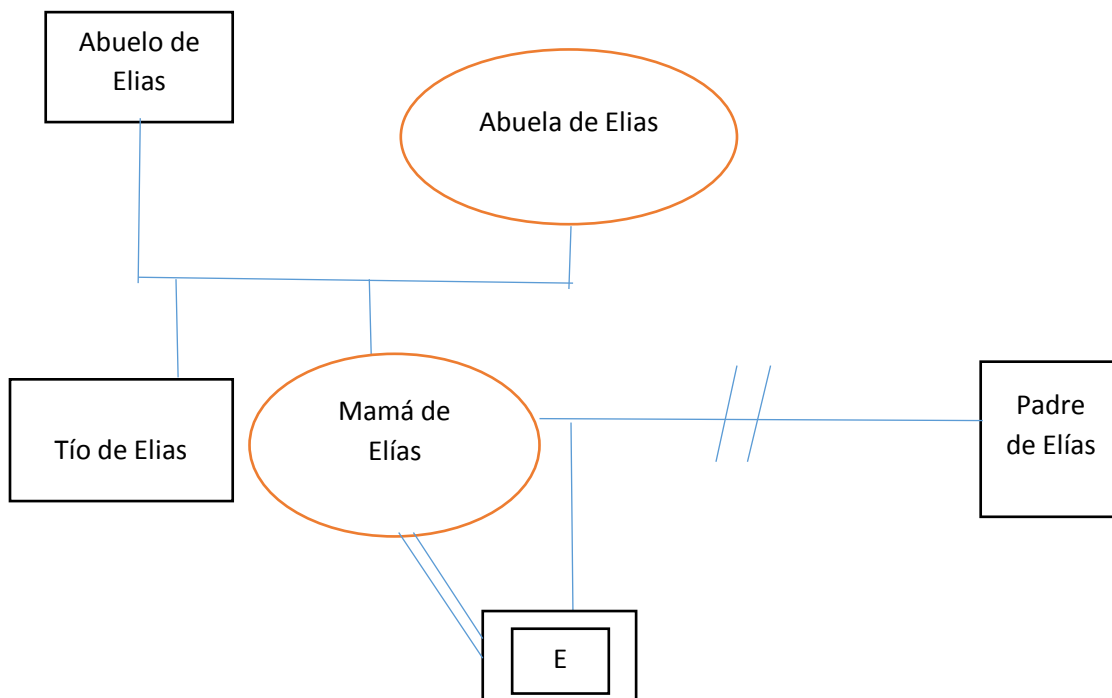 Abuelo de
Elias
Abuela de Elias
Tío de Elias
Mamá de
Elías
Padre
de Elías
E